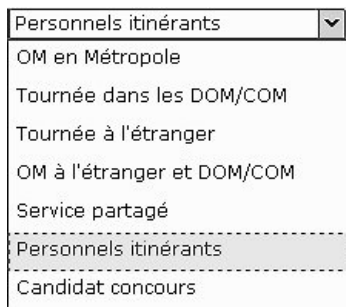 Personnels itinérants
OM en Métropole
Tournée dans les DOM/COM
Tournée à l'étranger
OM à l'étranger et DOM/COM
Service partagé
Personnels itinérants
Candidat concours